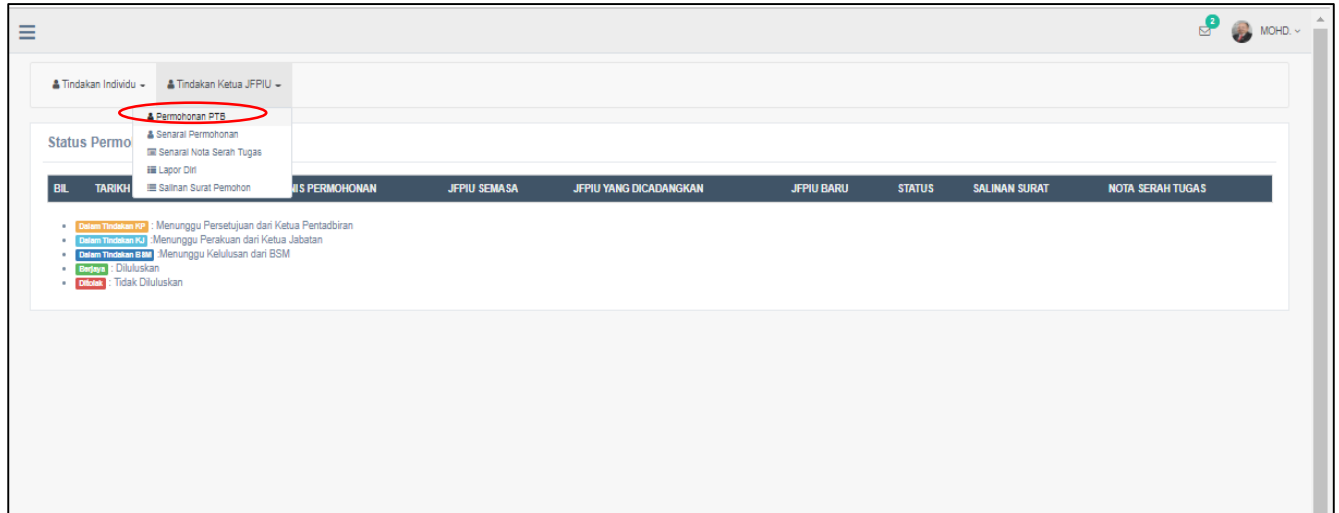 2
MOHD.
Tindakan Individu Tindakan Ketua JFPIU
Permohonan PTB
Senarai Permohonan
Status Permo
Senarai Nota Serah Tugas
Lapor Diri
Salinan Surat Pemohon
BIL TARIKH NIS PERMOHONAN JFPIU SEMASA JFPIU YANG DICADANGKAN JFPIU BARU STATUS SALINAN SURAT NOTA SERAH TUGAS
• Dalam Tindakan KP : Menunggu Persetujuan dari Ketua Pentadbiran
• Dalam Tindakan KJ :Menunggu Perakuan dari Ketua Jabatan
• Dalam Tindakan BSM :Menunggu Kelulusan dari BSM
• Berjaya : Diluluskan
• Ditolak : Tidak Diluluskan